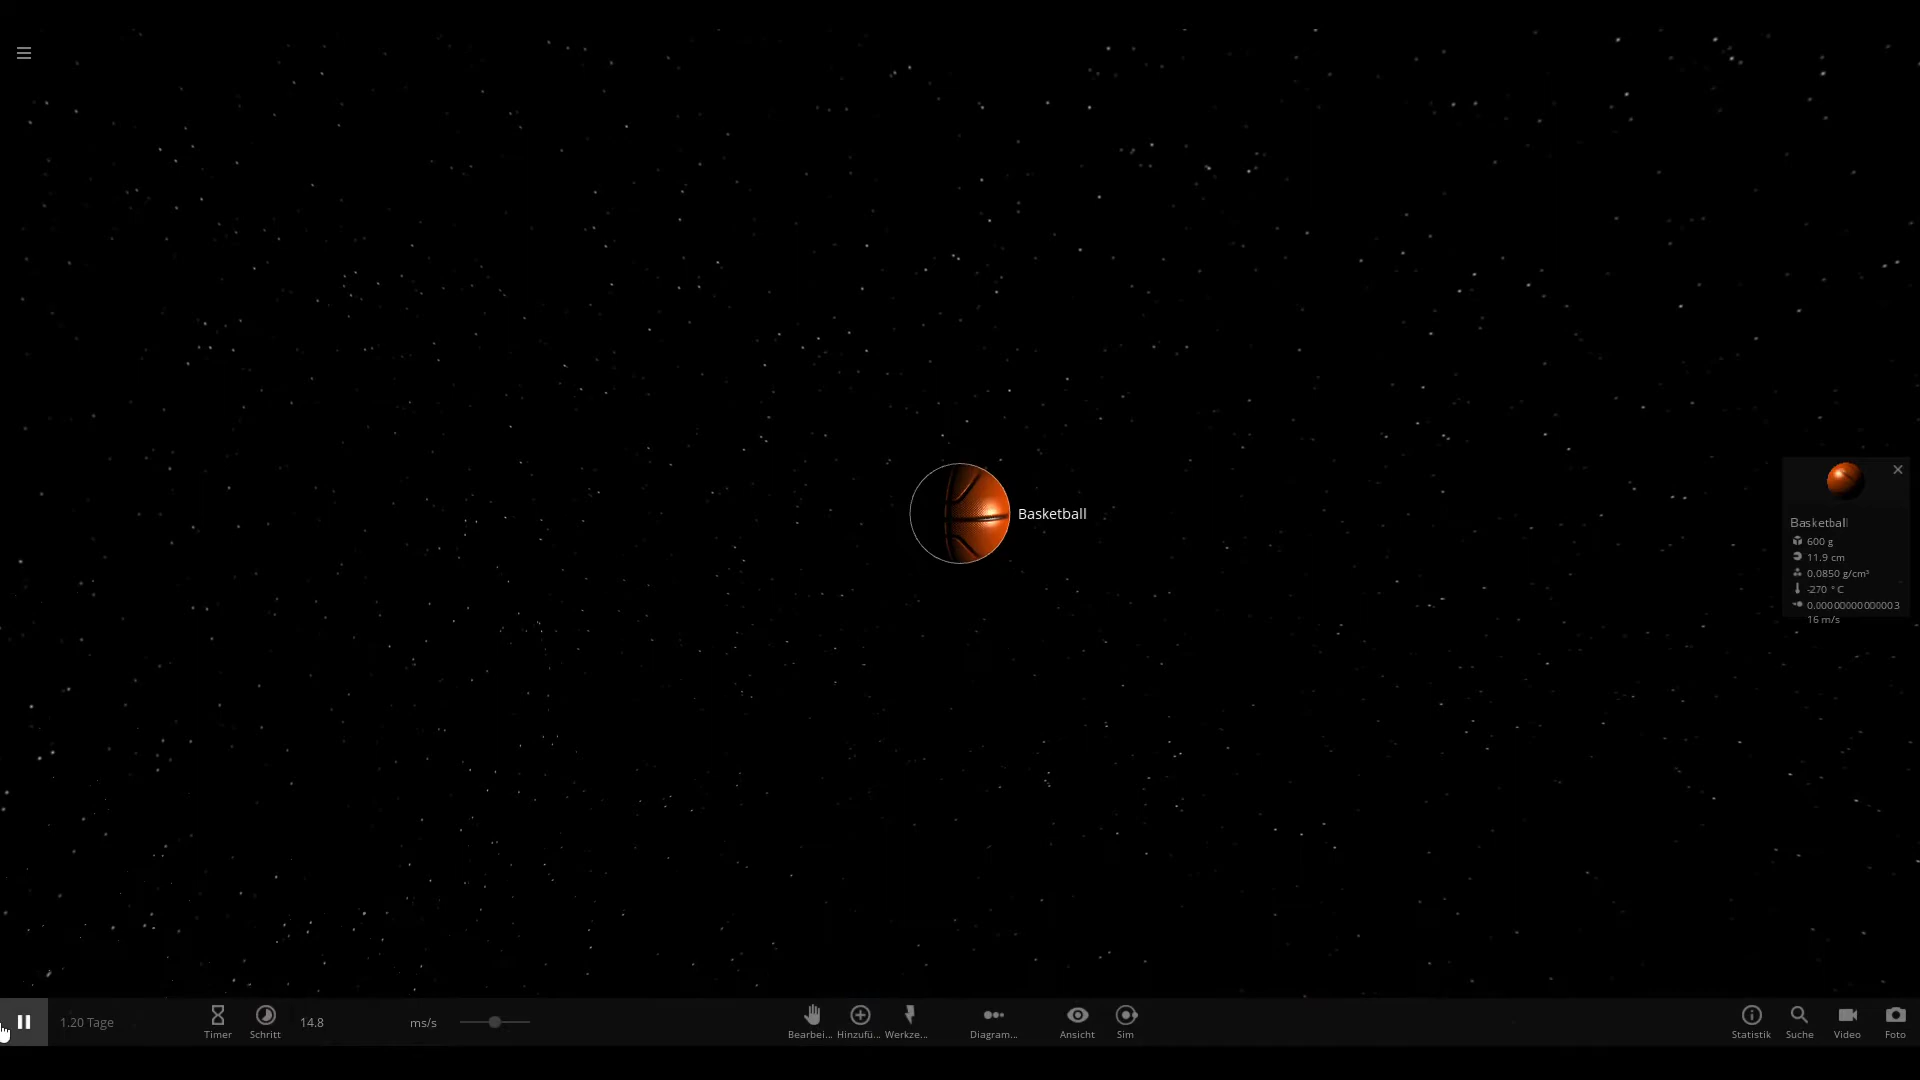 Basketball
Basketball
600 g
11.9 cm
0.0850 g/cm³
-270 °C
0.00000000000003
16 m/s
1.20 Tage
Timer
Schritt
14.8
ms/s
Bearbei...
Hinzufü...
Werkze...
Diagram...
Ansicht
Sim
Statistik
Suche
Video
Foto